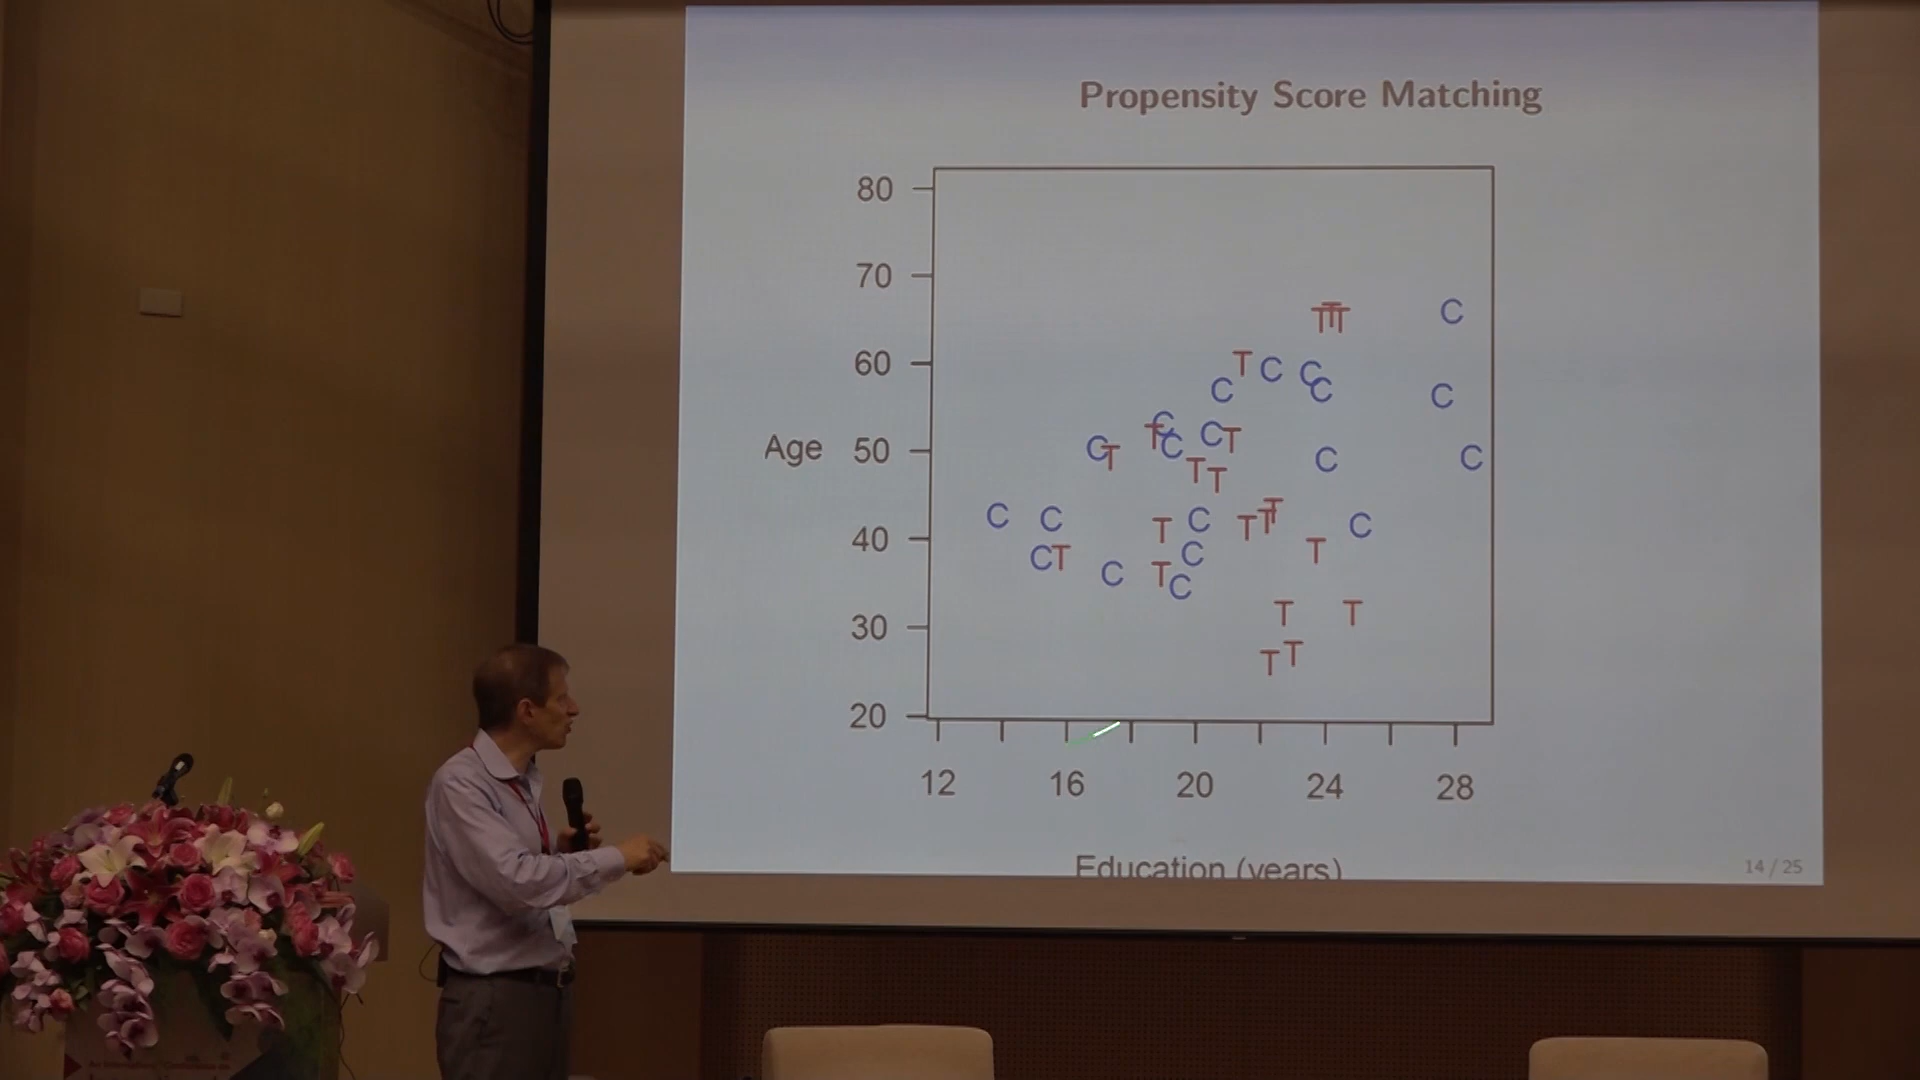 Propensity Score Matching
80
70
TTT C
60
T C C
C C C
C
T C C T
Age 50
C T C
T T C C
C C T C T T T C
40
C T C T
C T C
30
T T
T T
20
12 16 20 24 28
Education (years)
14 / 25